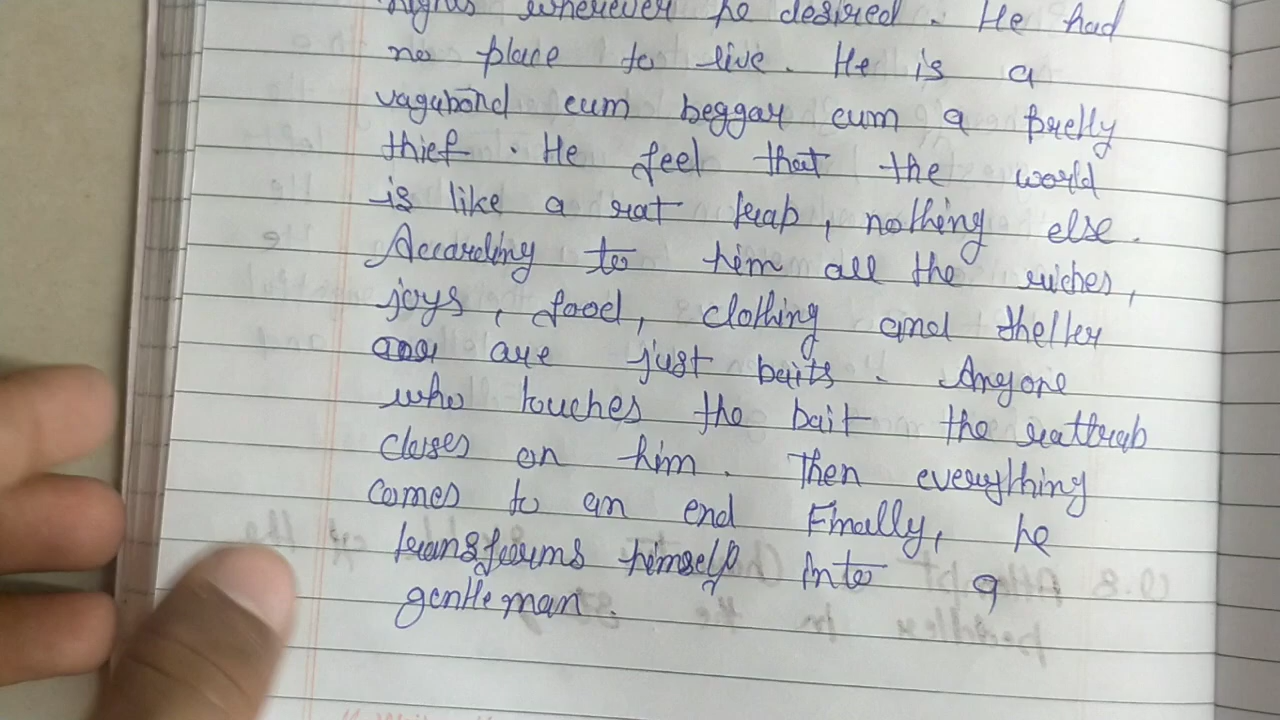 nights wherever he desired. He had
no place to live. He is a
vagabond cum beggar cum a pretty
thief. He feel that the world
is like a rat trap, nothing else.
According to him all the riches,
joys, food, clothing and shelter
are just baits. Anyone
who touches the bait the rattrap
closes on him. Then everything
comes to an end Finally, he
transforms himself into a
gentleman.